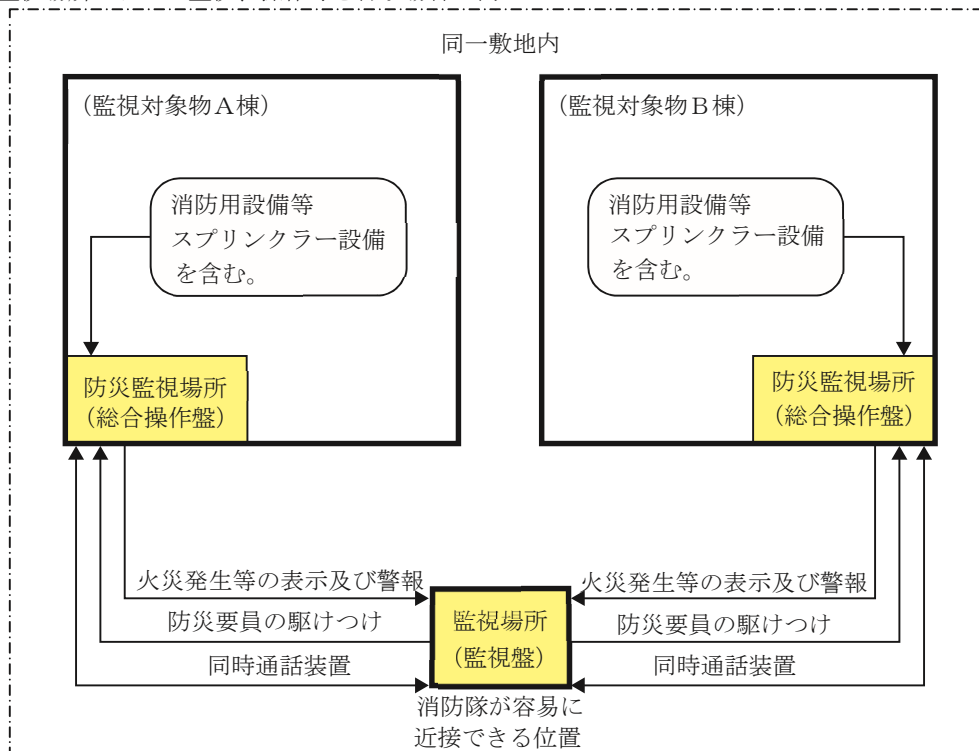 同一敷地内
(監視対象物A棟)
消防用設備等
スプリンクラー設備
を含む。
防災監視場所
(総合操作盤)
(監視対象物B棟)
消防用設備等
スプリンクラー設備
を含む。
防災監視場所
(総合操作盤)
火災発生等の表示及び警報
防災要員の駆けつけ
同時通話装置
監視場所
(監視盤)
火災発生等の表示及び警報
防災要員の駆けつけ
同時通話装置
消防隊が容易に
近接できる位置